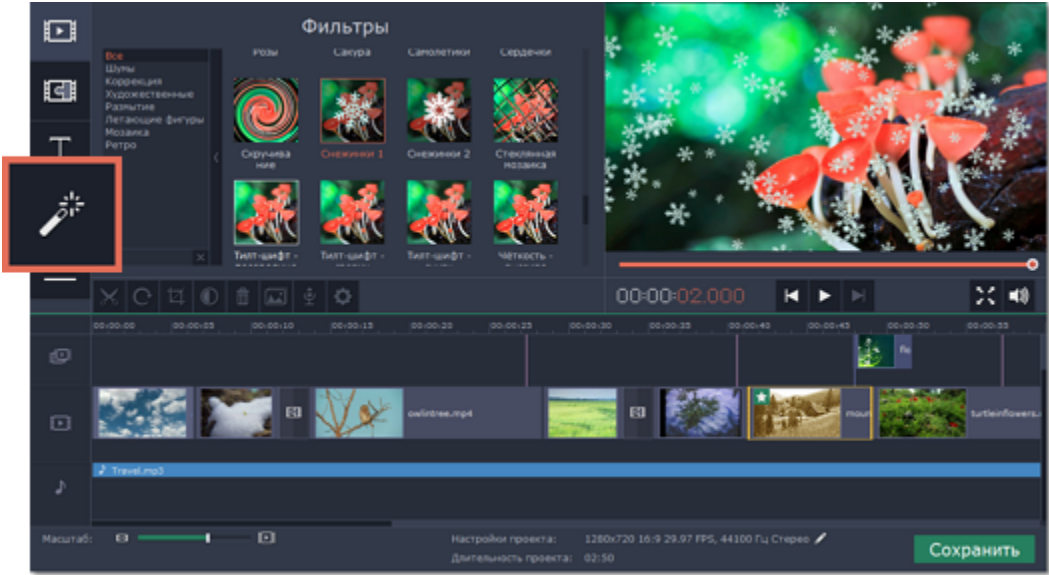 Фильтры
Розы
Сакура
Самолетики
Сердечки
Все
Шумы
Коррекция
Художественные
Размытие
Летающие фигуры
Мозаика
Ретро
Скручива
ние
Снежинки 1
Снежинки 2
Стеклянная
мозаика
Тилт-шифт -
Тилт-шифт -
Тилт-шифт -
Чёткость -
T
00:00:02.000
00:00:00
00:00:05
00:00:10
00:00:15
00:00:20
00:00:25
00:00:30
00:00:35
00:00:40
00:00:45
00:00:50
00:00:55
flo
owlintree.mp4
moun
turtleinflowers.
Travel.mp3
Масштаб:
Настройки проекта: 1280x720 16:9 29.97 FPS, 44100 Гц Стерео
Длительность проекта: 02:50
Сохранить